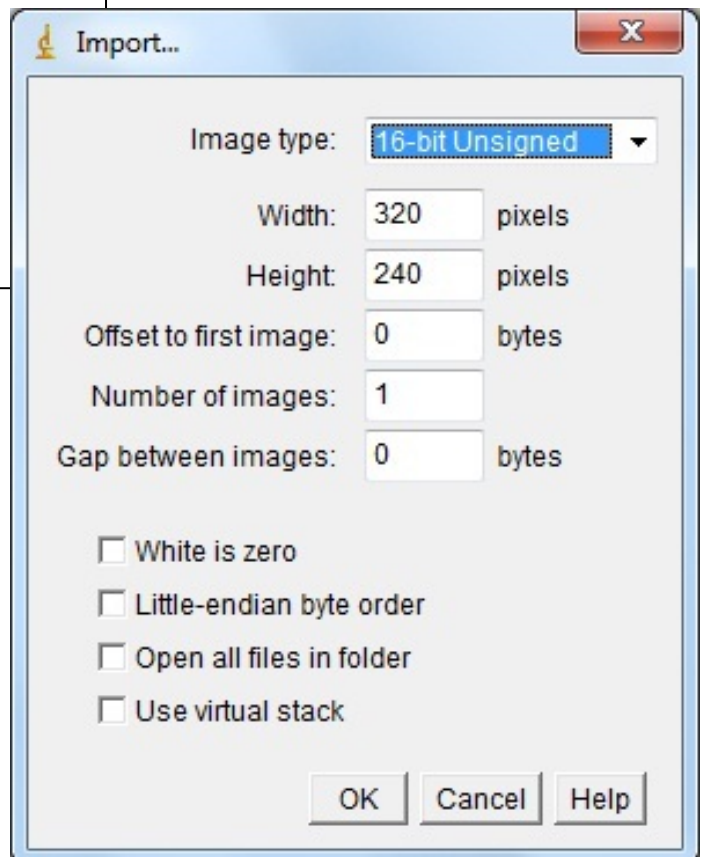 Import...
Image type: 16-bit Unsigned
Width: 320 pixels
Height: 240 pixels
Offset to first image: 0 bytes
Number of images: 1
Gap between images: 0 bytes
White is zero
Little-endian byte order
Open all files in folder
Use virtual stack
OK Cancel Help